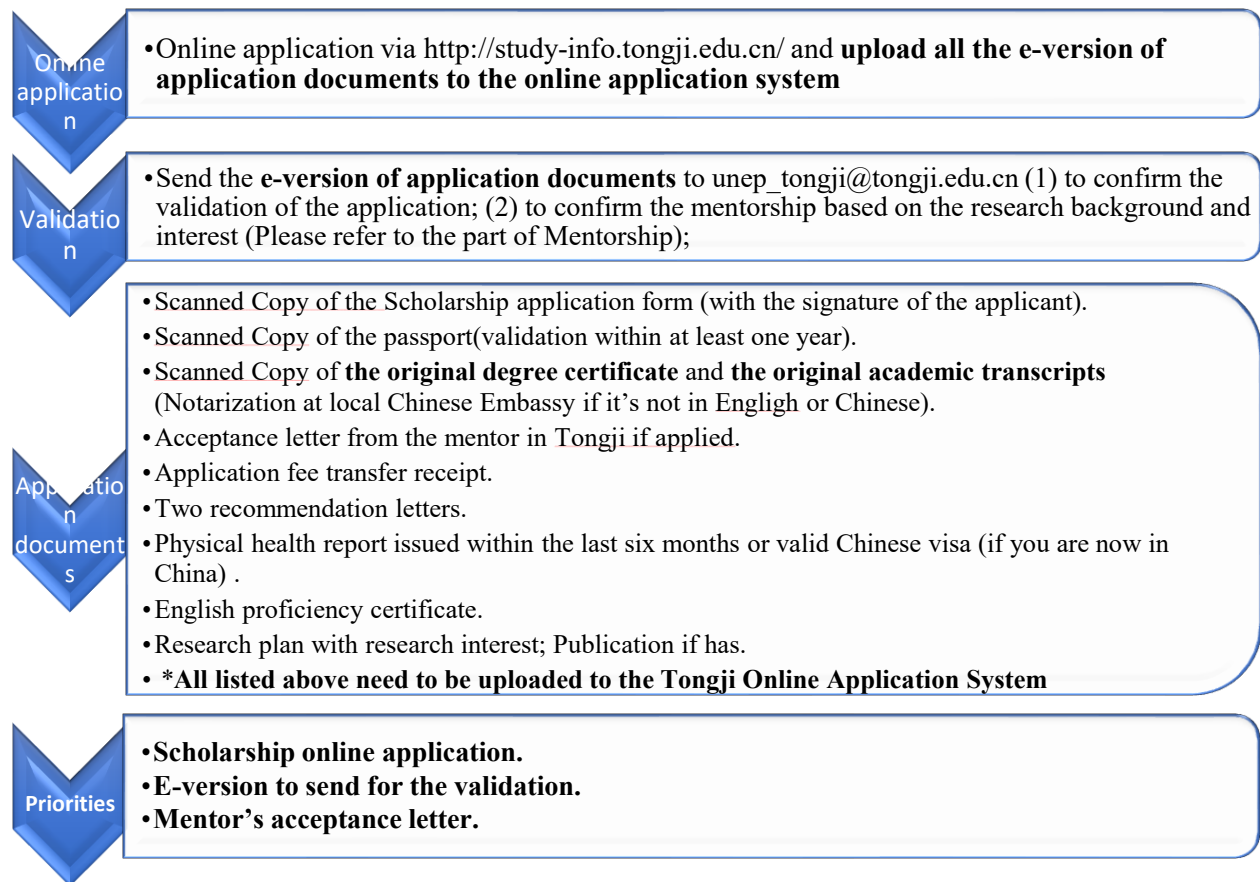 Online
applicatio
n
•Online application via http://study-info.tongji.edu.cn/ and upload all the e-version of
application documents to the online application system
Validatio
n
•Send the e-version of application documents to unep_tongji@tongji.edu.cn (1) to confirm the
validation of the application; (2) to confirm the mentorship based on the research background and
interest (Please refer to the part of Mentorship);
Applicatio
n
document
s
•Scanned Copy of the Scholarship application form (with the signature of the applicant).
•Scanned Copy of the passport(validation within at least one year).
•Scanned Copy of the original degree certificate and the original academic transcripts
(Notarization at local Chinese Embassy if it’s not in Engligh or Chinese).
•Acceptance letter from the mentor in Tongji if applied.
•Application fee transfer receipt.
•Two recommendation letters.
•Physical health report issued within the last six months or valid Chinese visa (if you are now in
China) .
•English proficiency certificate.
•Research plan with research interest; Publication if has.
• *All listed above need to be uploaded to the Tongji Online Application System
Priorities
•Scholarship online application.
•E-version to send for the validation.
•Mentor’s acceptance letter.